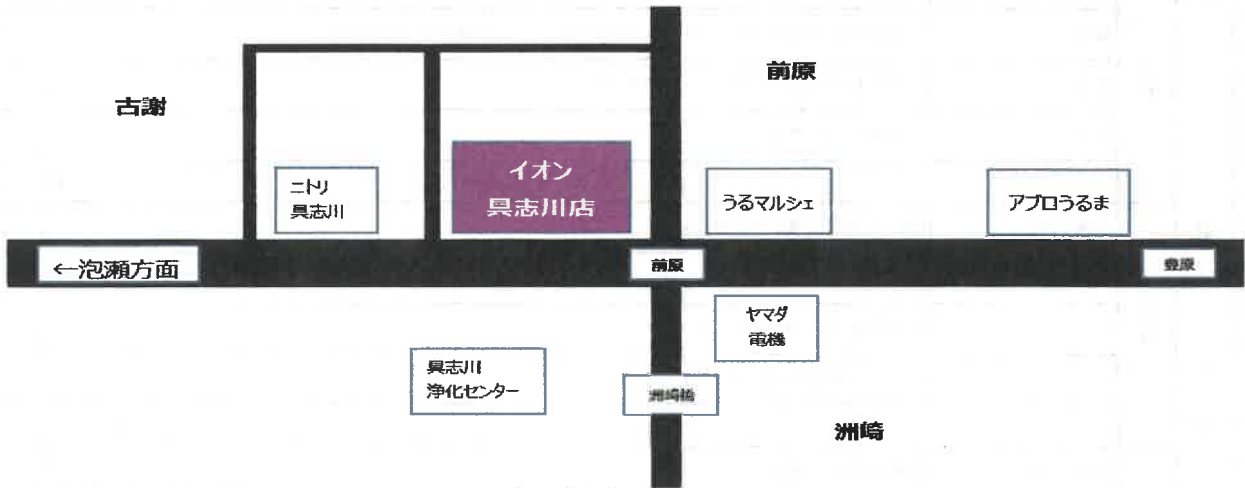 前原
古謝
ニトリ
具志川
イオン
具志川店
うるマルシェ
アプロうるま
←泡瀬方面
前原
豊原
ヤマダ
電機
具志川
浄化センター
洲崎橋
洲崎